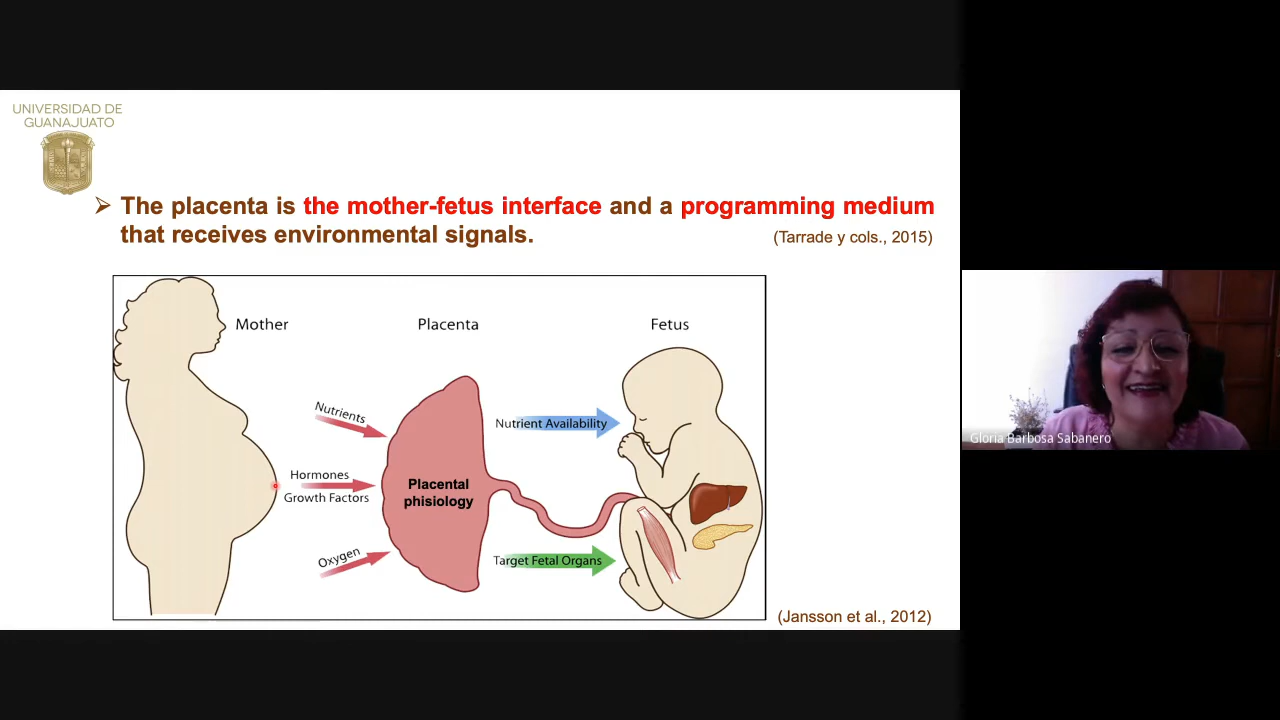 UNIVERSIDAD DE
GUANAJUATO
➢ The placenta is the mother-fetus interface and a programming medium
that receives environmental signals.
(Tarrade y cols., 2015)
Mother
Placenta
Fetus
Nutrients
Nutrient Availability
Hormones
Growth Factors
Placental
phisiology
Oxygen
Target Fetal Organs
(Jansson et al., 2012)
Gloria Barbosa Sabanero